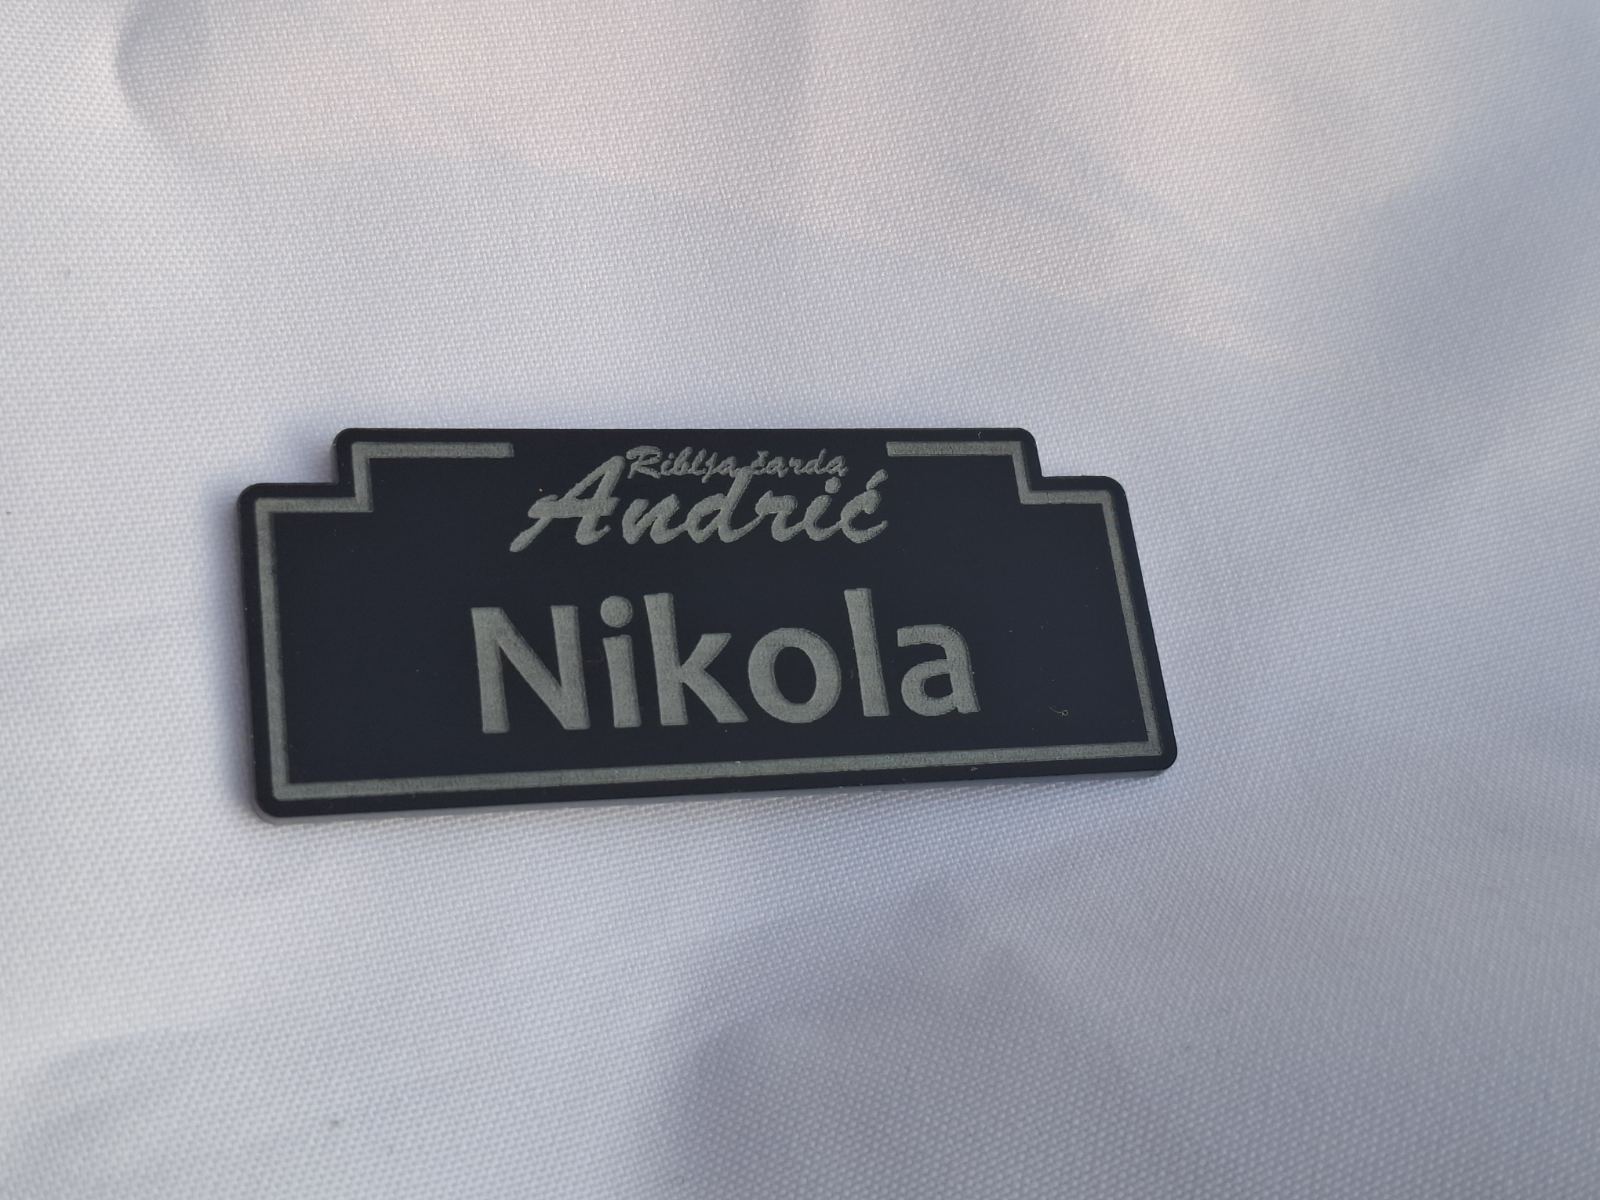 Riblja čarda
Andrić
Nikola